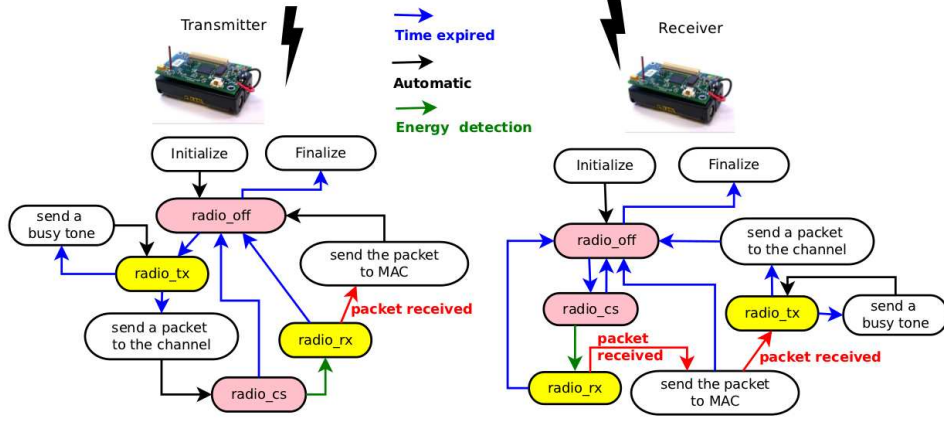 Transmitter
Time expired
Automatic
Energy detection
Receiver
Initialize
Finalize
radio_off
send a
busy tone
radio_tx
send the packet
to MAC
packet received
send a packet
to the channel
radio_rx
radio_cs
Initialize
Finalize
radio_off
send a packet
to the channel
radio_cs
radio_tx
send a
busy tone
packet
received
packet received
radio_rx
send the packet
to MAC